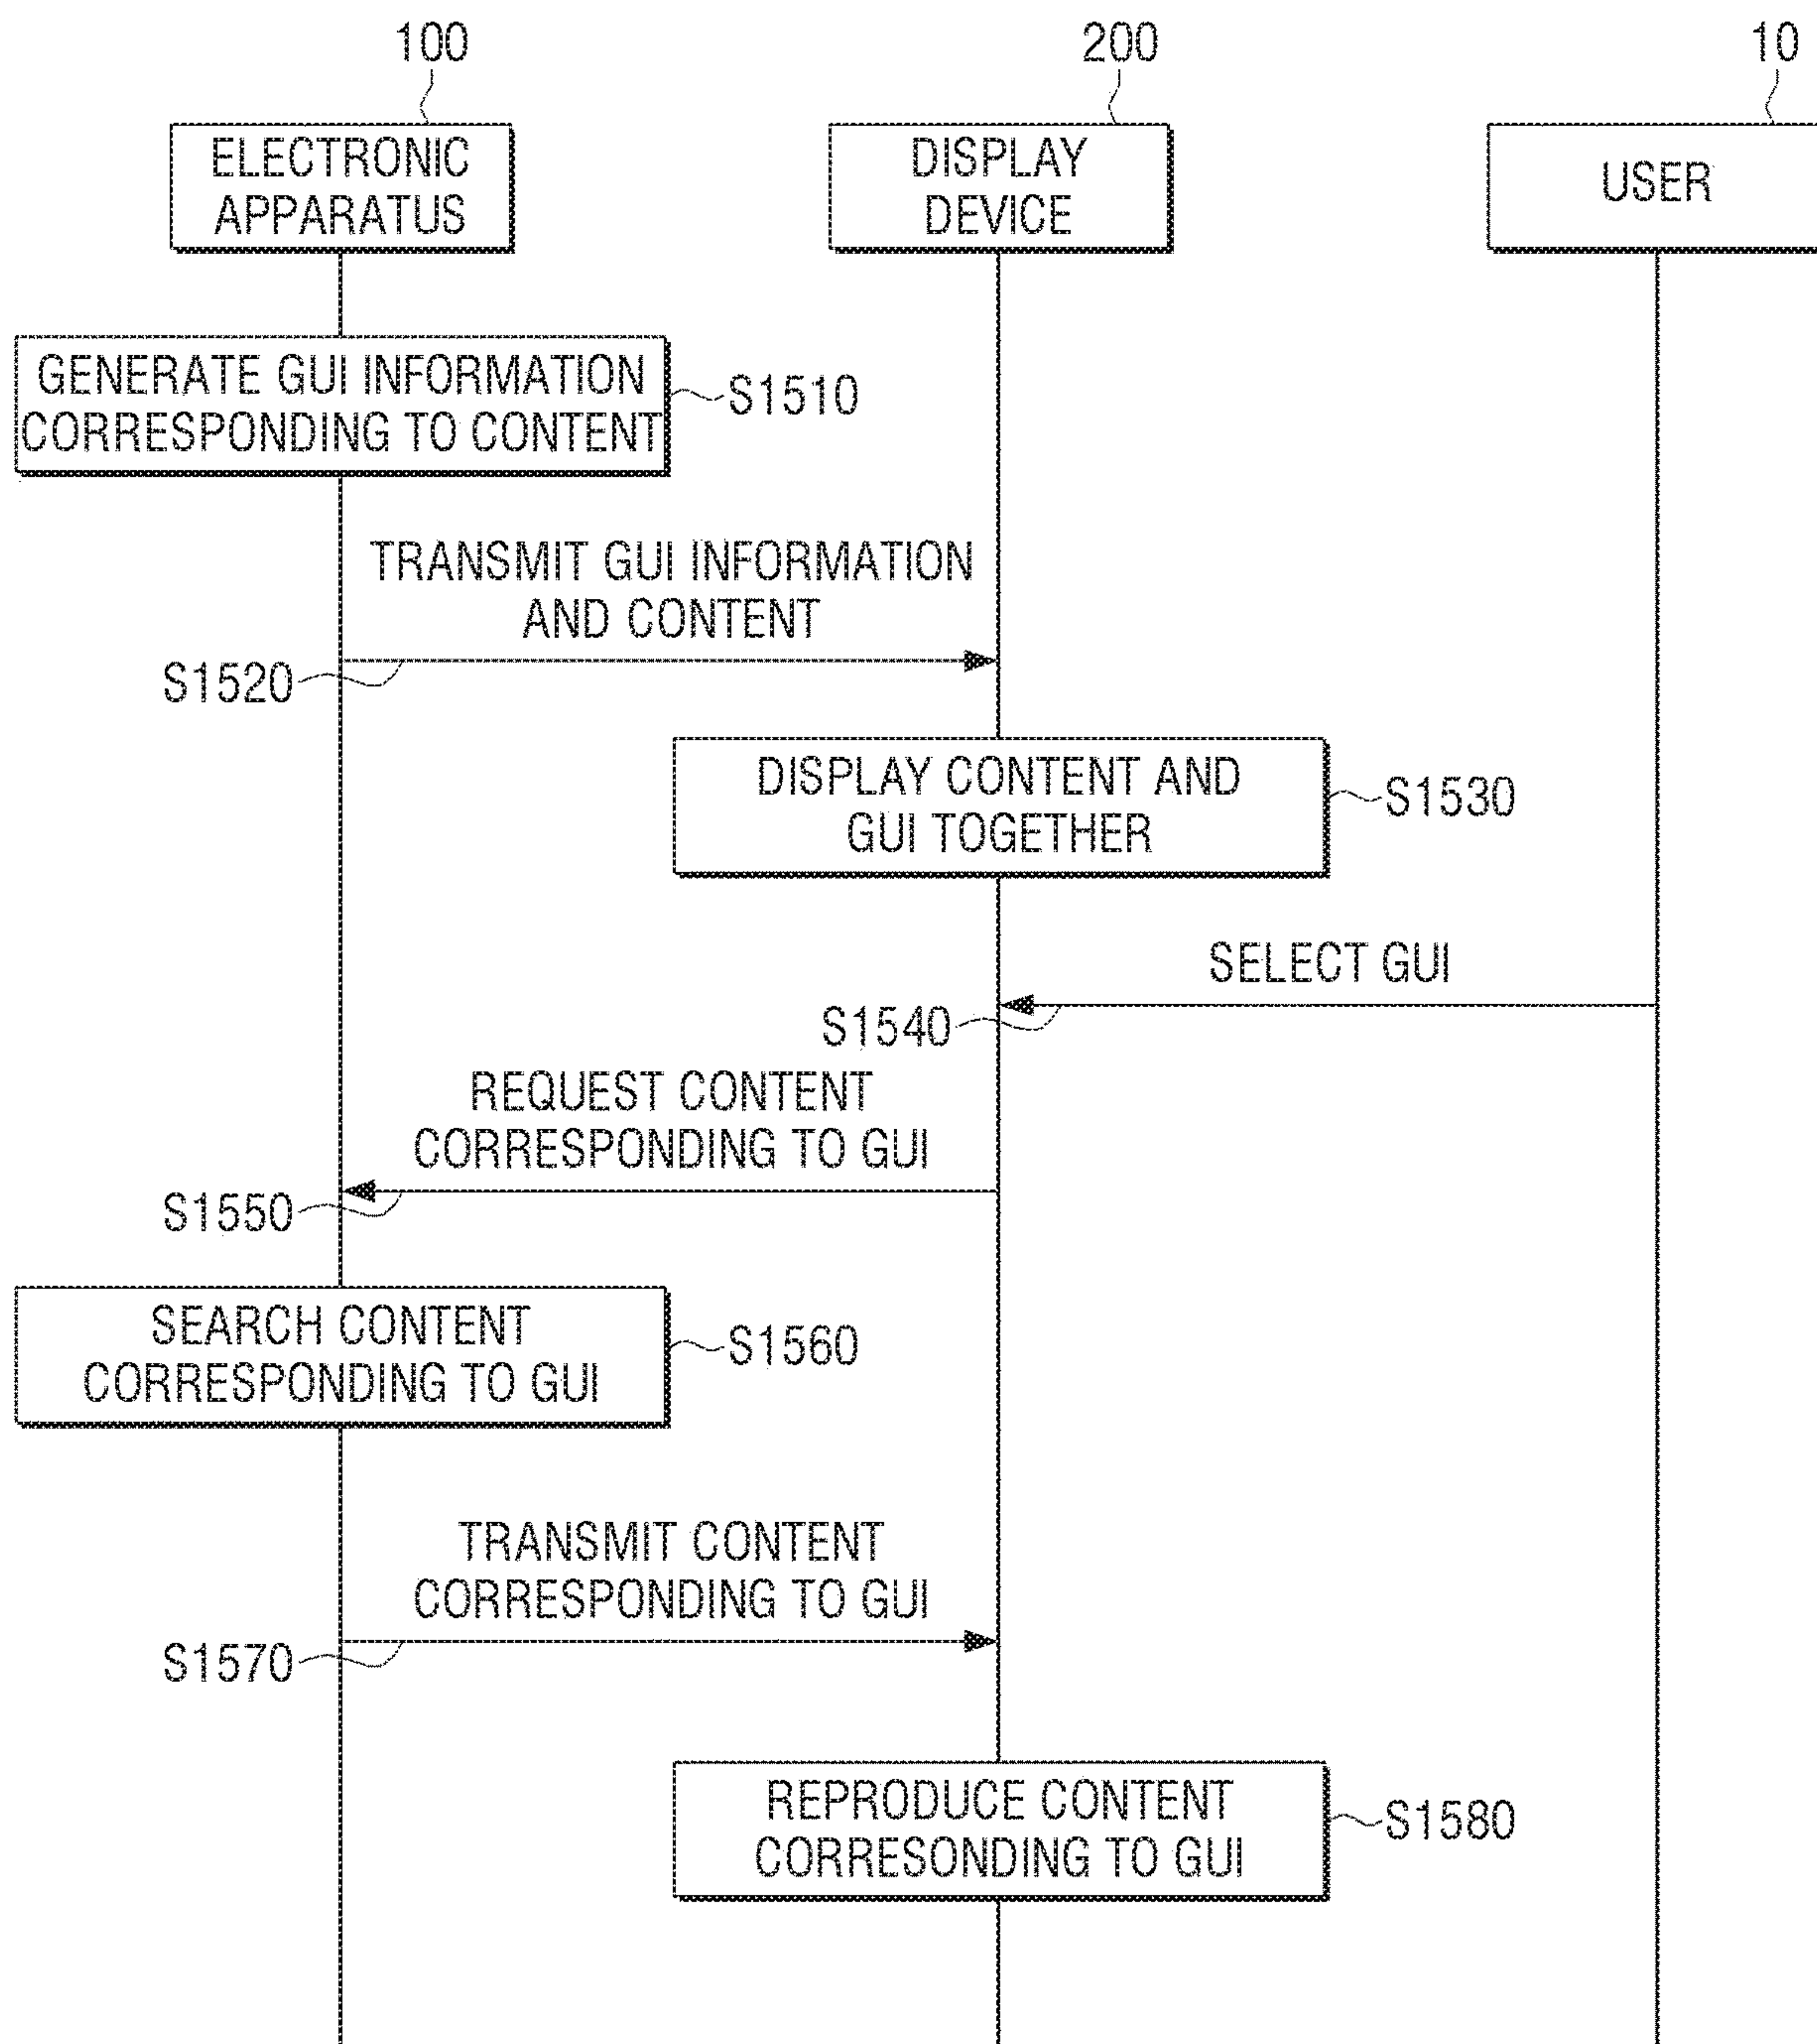 100
200
10
ELECTRONIC
APPARATUS
DISPLAY
DEVICE
USER
GENERATE GUI INFORMATION
CORRESPONDING TO CONTENT
S1510
TRANSMIT GUI INFORMATION
AND CONTENT
S1520
DISPLAY CONTENT AND
GUI TOGETHER
S1530
SELECT GUI
S1540
REQUEST CONTENT
CORRESPONDING TO GUI
S1550
SEARCH CONTENT
CORRESPONDING TO GUI
S1560
TRANSMIT CONTENT
CORRESPONDING TO GUI
S1570
REPRODUCE CONTENT
CORRESONDING TO GUI
S1580